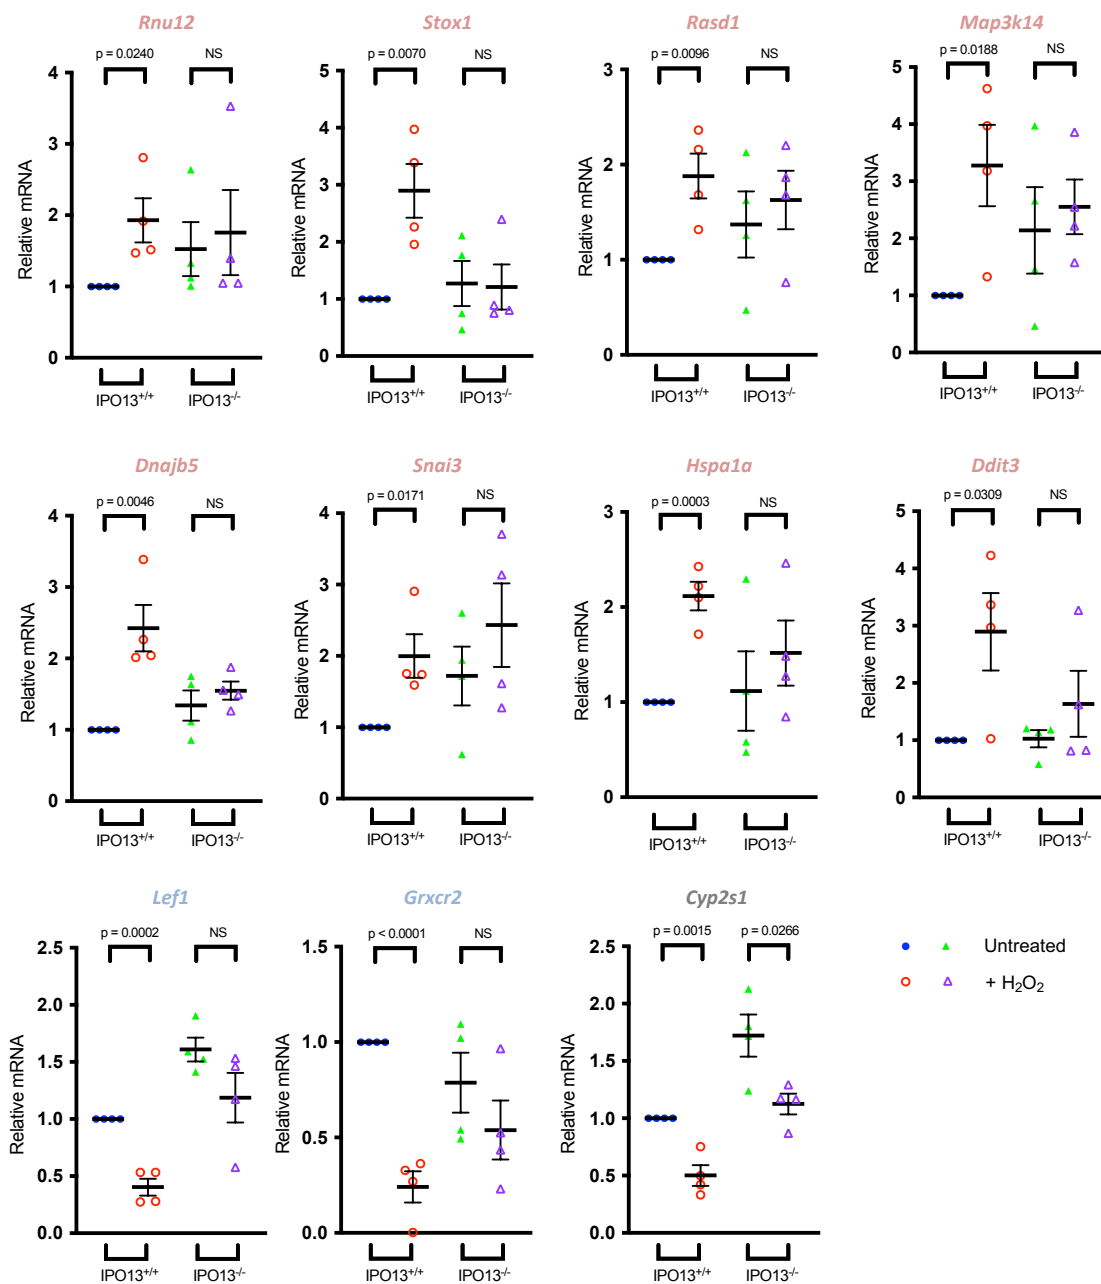 Rnu12 Stox1 Rasd1 Map3k14
p = 0.0240 NS p = 0.0070 NS p = 0.0096 NS p = 0.0188 NS
Relative mRNA 4 3 2 1 0
Relative mRNA 5 4 3 2 1 0
Relative mRNA 3 2 1 0
Relative mRNA 5 4 3 2 1 0
IPO13+/+ IPO13-/- IPO13+/+ IPO13-/- IPO13+/+ IPO13-/- IPO13+/+ IPO13-/-
Dnajb5 Snai3 Hspa1a Ddit3
p = 0.0046 NS p = 0.0171 NS p = 0.0003 NS p = 0.0309 NS
Relative mRNA 4 3 2 1 0
Relative mRNA 4 3 2 1 0
Relative mRNA 3 2 1 0
Relative mRNA 5 4 3 2 1 0
IPO13+/+ IPO13-/- IPO13+/+ IPO13-/- IPO13+/+ IPO13-/- IPO13+/+ IPO13-/-
Lef1 Grxcr2 Cyp2s1
p = 0.0002 NS p < 0.0001 NS p = 0.0015 p = 0.0266
Relative mRNA 2.5 2.0 1.5 1.0 0.5 0.0
Relative mRNA 1.5 1.0 0.5 0.0
Relative mRNA 2.5 2.0 1.5 1.0 0.5 0.0
IPO13+/+ IPO13-/- IPO13+/+ IPO13-/- IPO13+/+ IPO13-/-
Untreated
+ H₂O₂